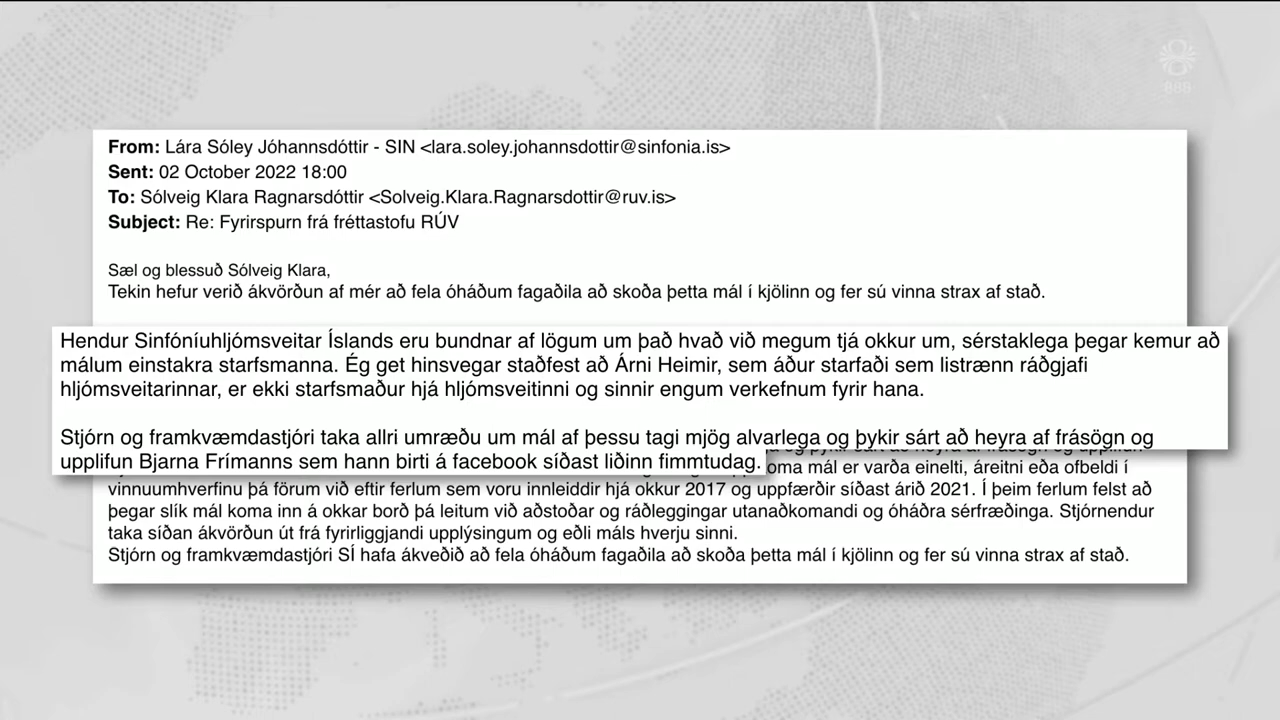 888
From: Lára Sóley Jóhannsdóttir - SIN <lara.soley.johannsdottir@sinfonia.is>
Sent: 02 October 2022 18:00
To: Sólveig Klara Ragnarsdóttir <Solveig.Klara.Ragnarsdottir@ruv.is>
Subject: Re: Fyrirspurn frá fréttastofu RÚV
Sæl og blessuð Sólveig Klara,
Tekin hefur verið ákvörðun af mér að fela óháðum fagaðila að skoða þetta mál í kjölinn og fer sú vinna strax af stað.
Hendur Sinfóníuhljómsveitar Íslands eru bundnar af lögum um það hvað við megum tjá okkur um, sérstaklega þegar kemur að
málum einstakra starfsmanna. Ég get hinsvegar staðfest að Árni Heimir, sem áður starfaði sem listrænn ráðgjafi
hljómsveitarinnar, er ekki starfsmaður hjá hljómsveitinni og sinnir engum verkefnum fyrir hana.
Stjórn og framkvæmdastjóri taka allri umræðu um mál af þessu tagi mjög alvarlega og þykir sárt að heyra af frásögn og
upplifun Bjarna Frímanns sem hann birti á facebook síðast liðinn fimmtudag.
koma mál er varða einelti, áreitni eða ofbeldi í
vinnuumhverfinu þá förum við eftir ferlum sem voru innleiddir hjá okkur 2017 og uppfærðir síðast árið 2021. Í þeim ferlum felst að
þegar slík mál koma inn á okkar borð þá leitum við aðstoðar og ráðleggingar utanaðkomandi og óháðra sérfræðinga. Stjórnendur
taka síðan ákvörðun út frá fyrirliggjandi upplýsingum og eðli máls hverju sinni.
Stjórn og framkvæmdastjóri SÍ hafa ákveðið að fela óháðum fagaðila að skoða þetta mál í kjölinn og fer sú vinna strax af stað.